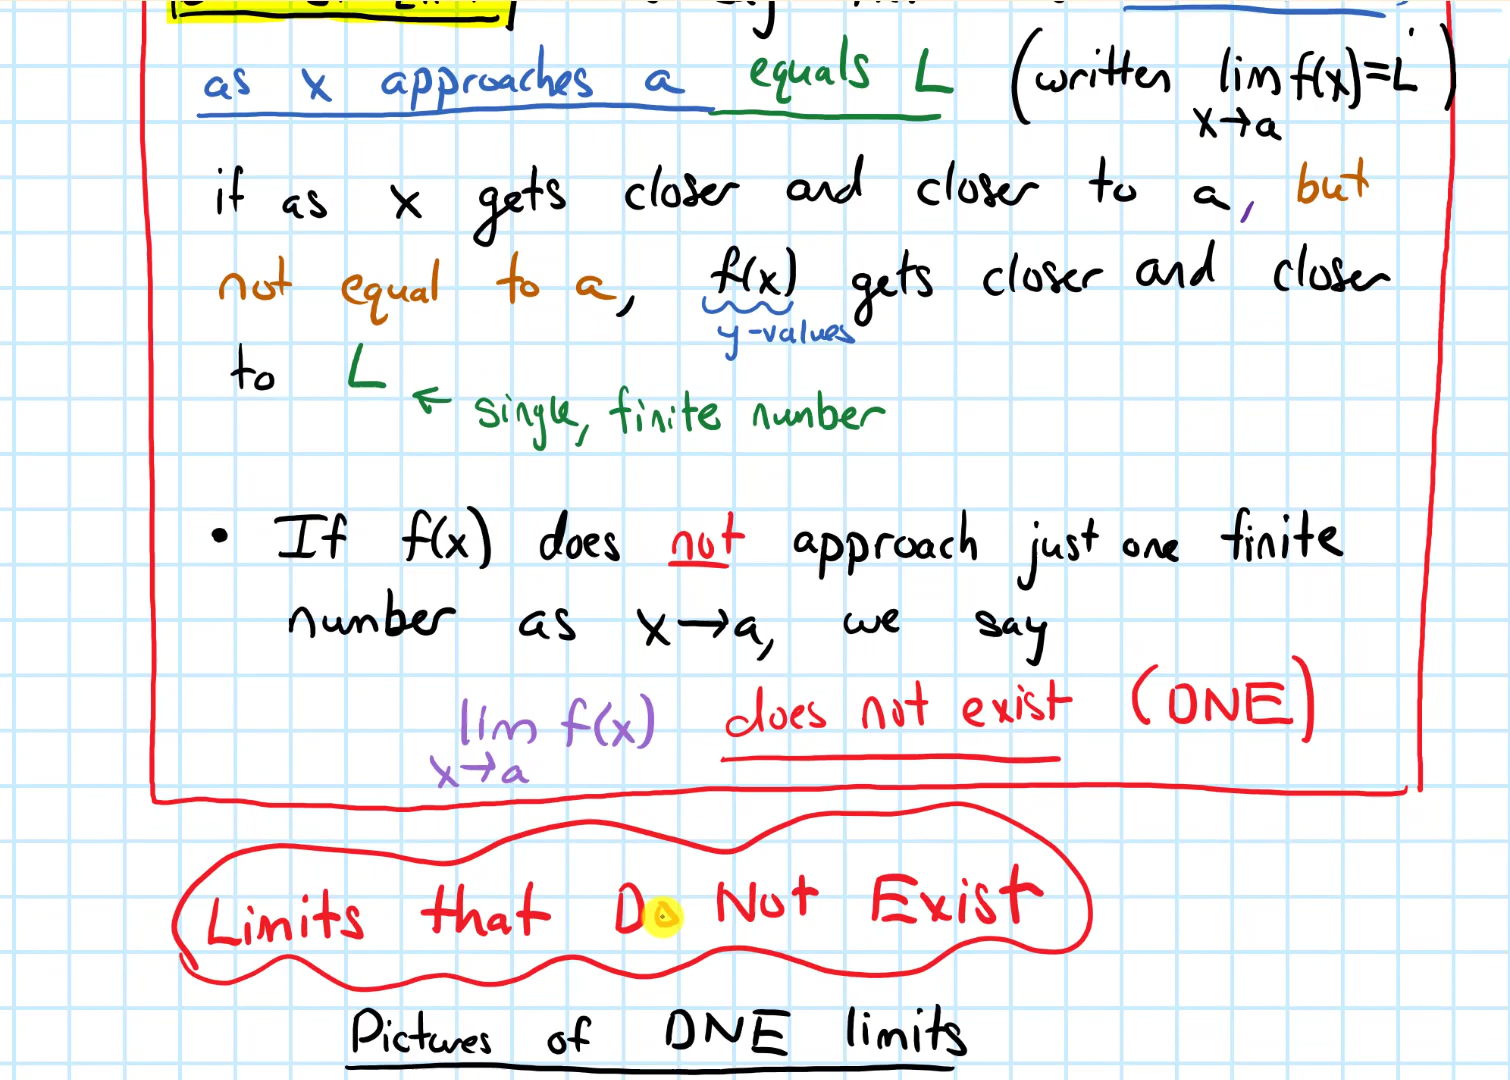 as x approaches a equals L (written lim f(x)=L)
x→a
if as x gets closer and closer to a, but
not equal to a, f(x) gets closer and closer
y-values
to L
← single, finite number
• If f(x) does not approach just one finite
number as x→a, we say
lim f(x) does not exist (DNE)
x→a
Limits that Do Not Exist
Pictures of DNE limits